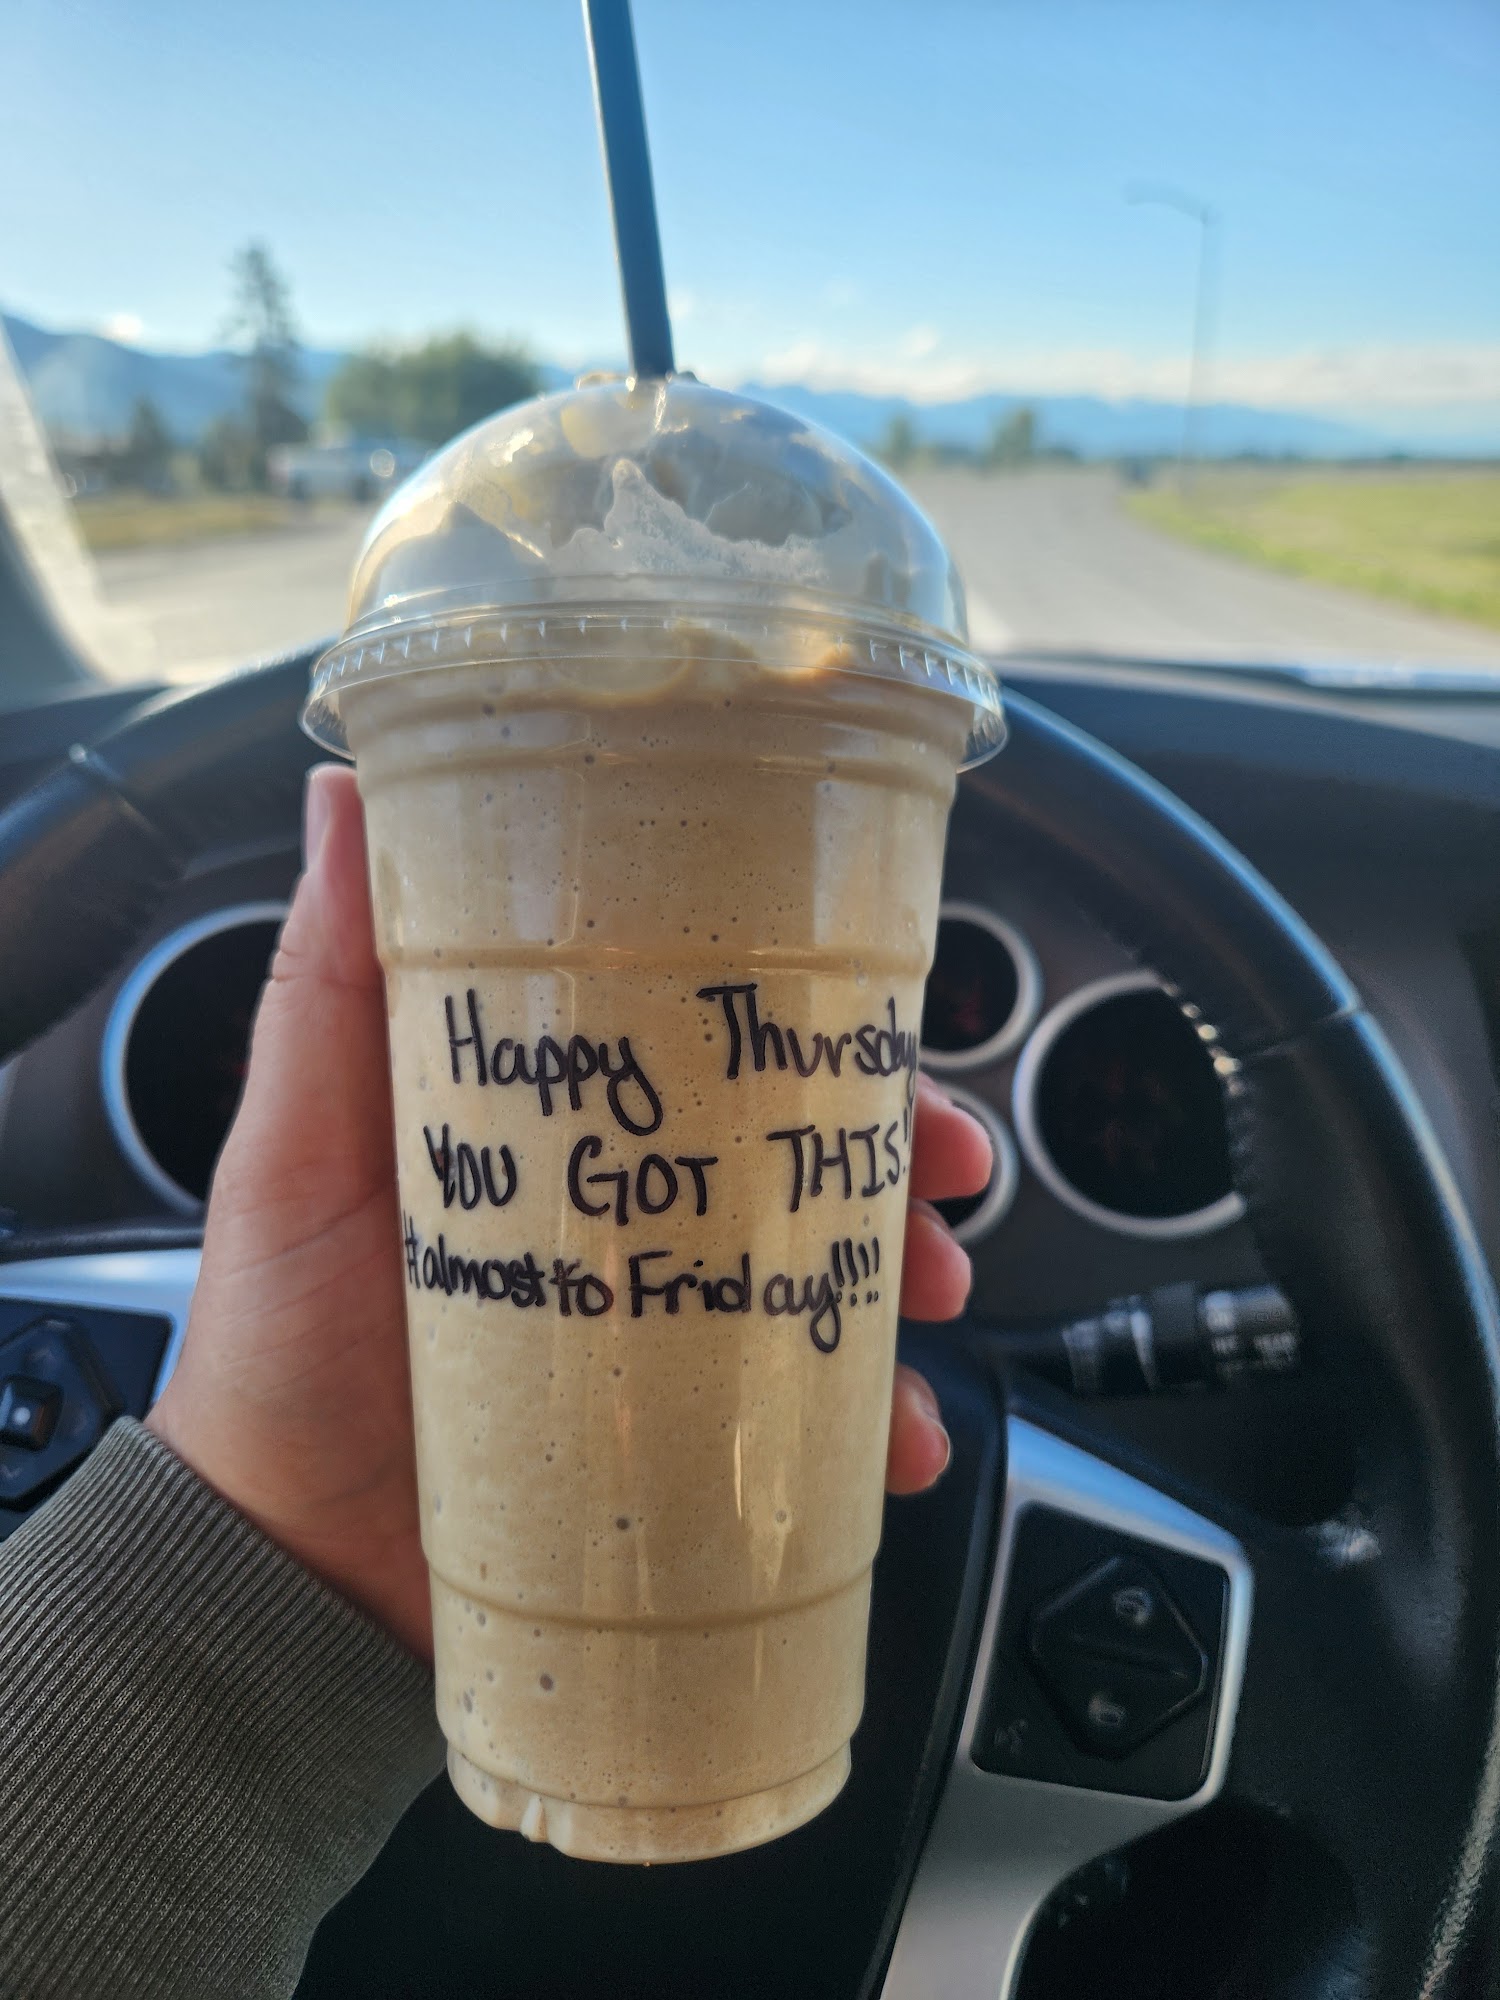 Happy Thursday
YOU GOT THIS!!
#almost to Friday!!!!